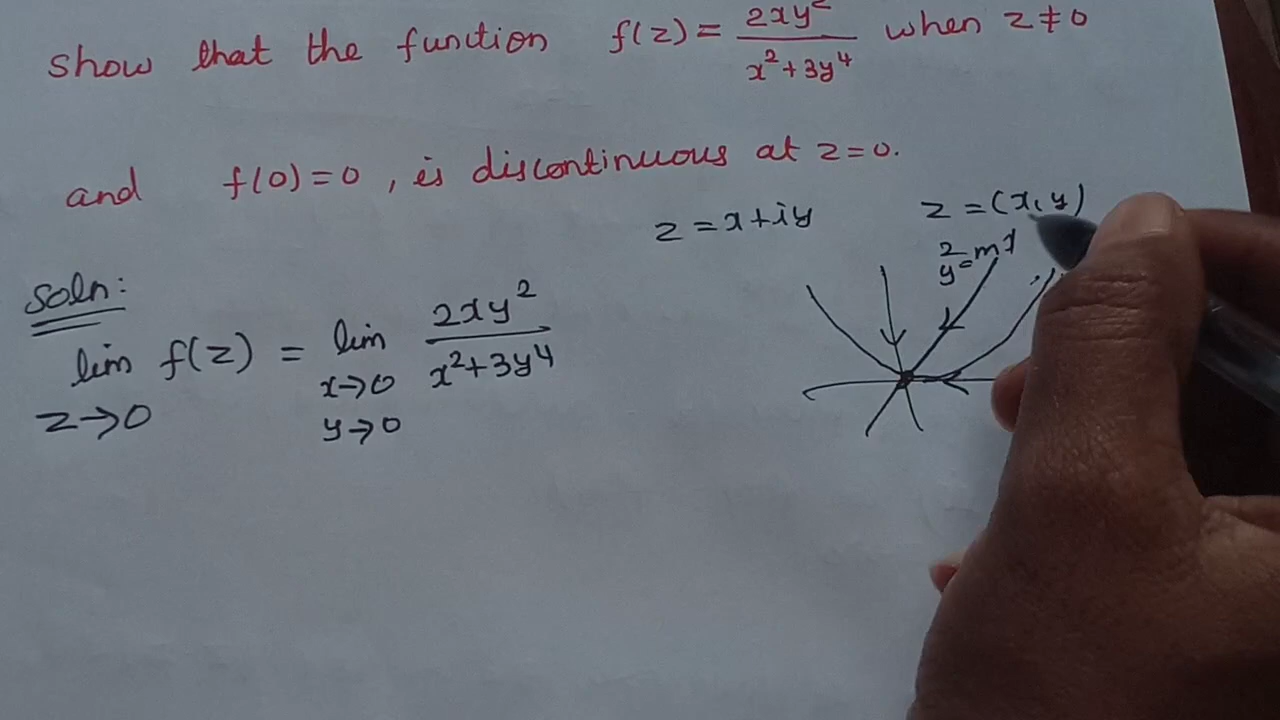 show that the function f(z) = 2xy² / x²+3y⁴ when z ≠ 0
and f(0)=0 , is discontinuous at z=0.
z = x+iy z = (x, y)
y² = mx
Soln:
lim f(z) = lim 2xy² / x²+3y⁴
z→0 x→0
y→0